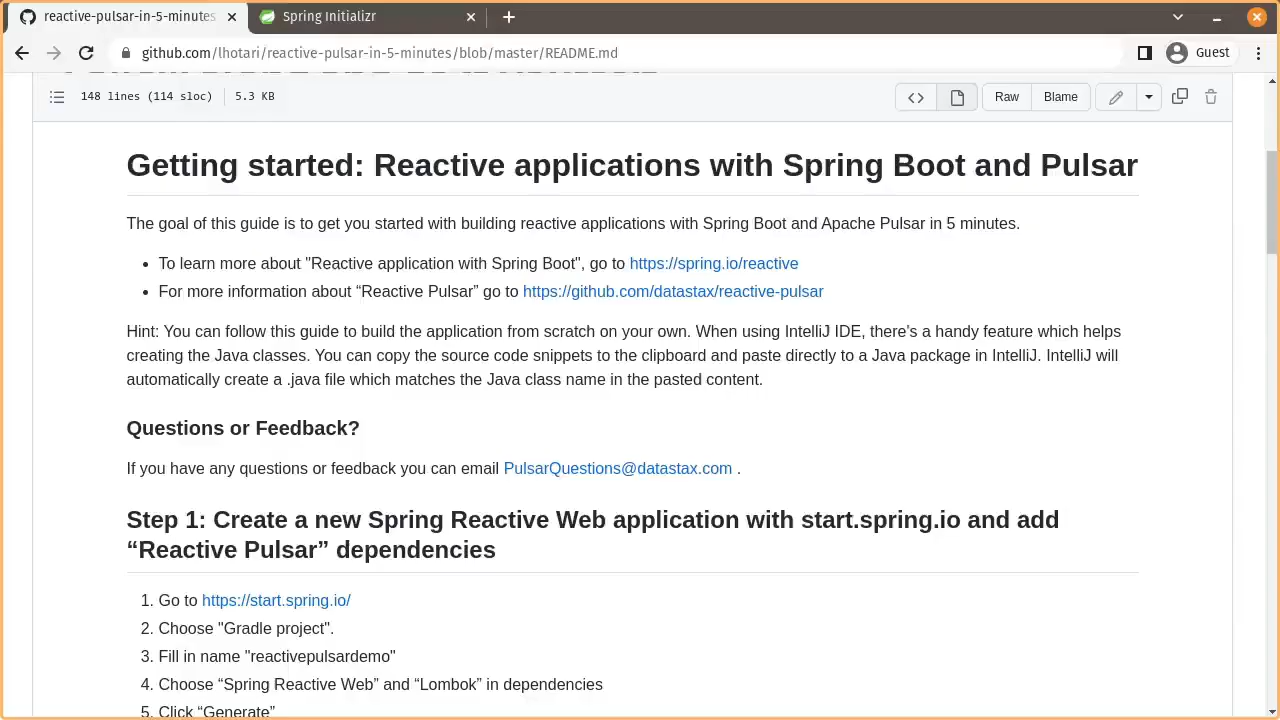 reactive-pulsar-in-5-minutes
Spring Initializr
github.com/lhotari/reactive-pulsar-in-5-minutes/blob/master/README.md
Guest
148 lines (114 sloc)
5.3 KB
Raw
Blame
Getting started: Reactive applications with Spring Boot and Pulsar
The goal of this guide is to get you started with building reactive applications with Spring Boot and Apache Pulsar in 5 minutes.
• To learn more about "Reactive application with Spring Boot", go to https://spring.io/reactive
• For more information about “Reactive Pulsar” go to https://github.com/datastax/reactive-pulsar
Hint: You can follow this guide to build the application from scratch on your own. When using IntelliJ IDE, there's a handy feature which helps
creating the Java classes. You can copy the source code snippets to the clipboard and paste directly to a Java package in IntelliJ. IntelliJ will
automatically create a .java file which matches the Java class name in the pasted content.
Questions or Feedback?
If you have any questions or feedback you can email PulsarQuestions@datastax.com .
Step 1: Create a new Spring Reactive Web application with start.spring.io and add
“Reactive Pulsar” dependencies
1. Go to https://start.spring.io/
2. Choose "Gradle project".
3. Fill in name "reactivepulsardemo"
4. Choose “Spring Reactive Web” and “Lombok” in dependencies
5. Click “Generate”